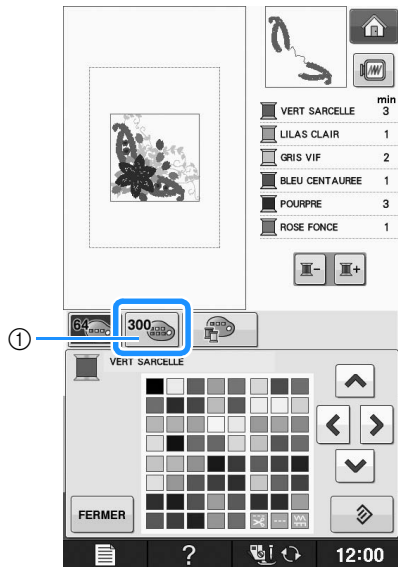 min
VERT SARCELLE 3
LILAS CLAIR 1
GRIS VIF 2
BLEU CENTAUREE 1
POURPRE 3
ROSE FONCE 1
- +
64 300
①
VERT SARCELLE
FERMER
? 12:00